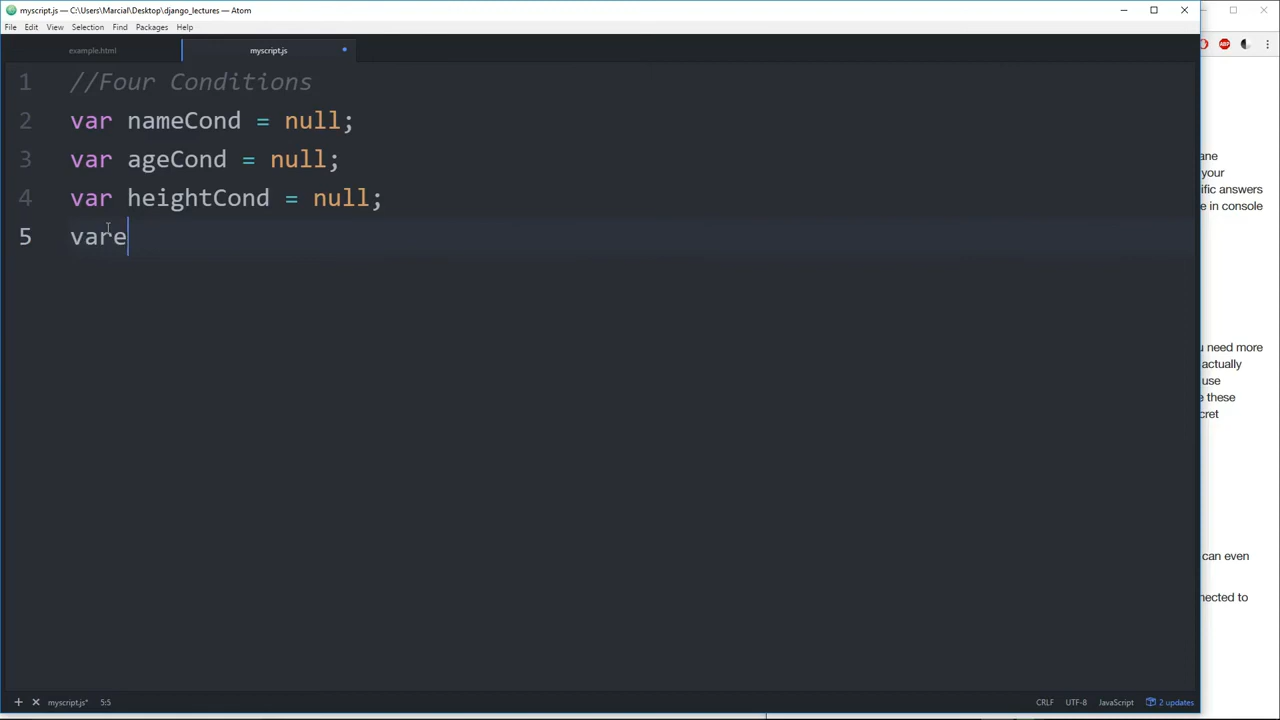 myscript.js — C:\Users\Marcial\Desktop\django_lectures — Atom
File Edit View Selection Find Packages Help
example.html myscript.js
1 //Four Conditions
2 var nameCond = null;
3 var ageCond = null;
4 var heightCond = null;
5 vare
ane
your
ific answers
e in console
u need more
actually
use
e these
cret
can even
nected to
myscript.js* 5:5 CRLF UTF-8 JavaScript 2 updates
ABP